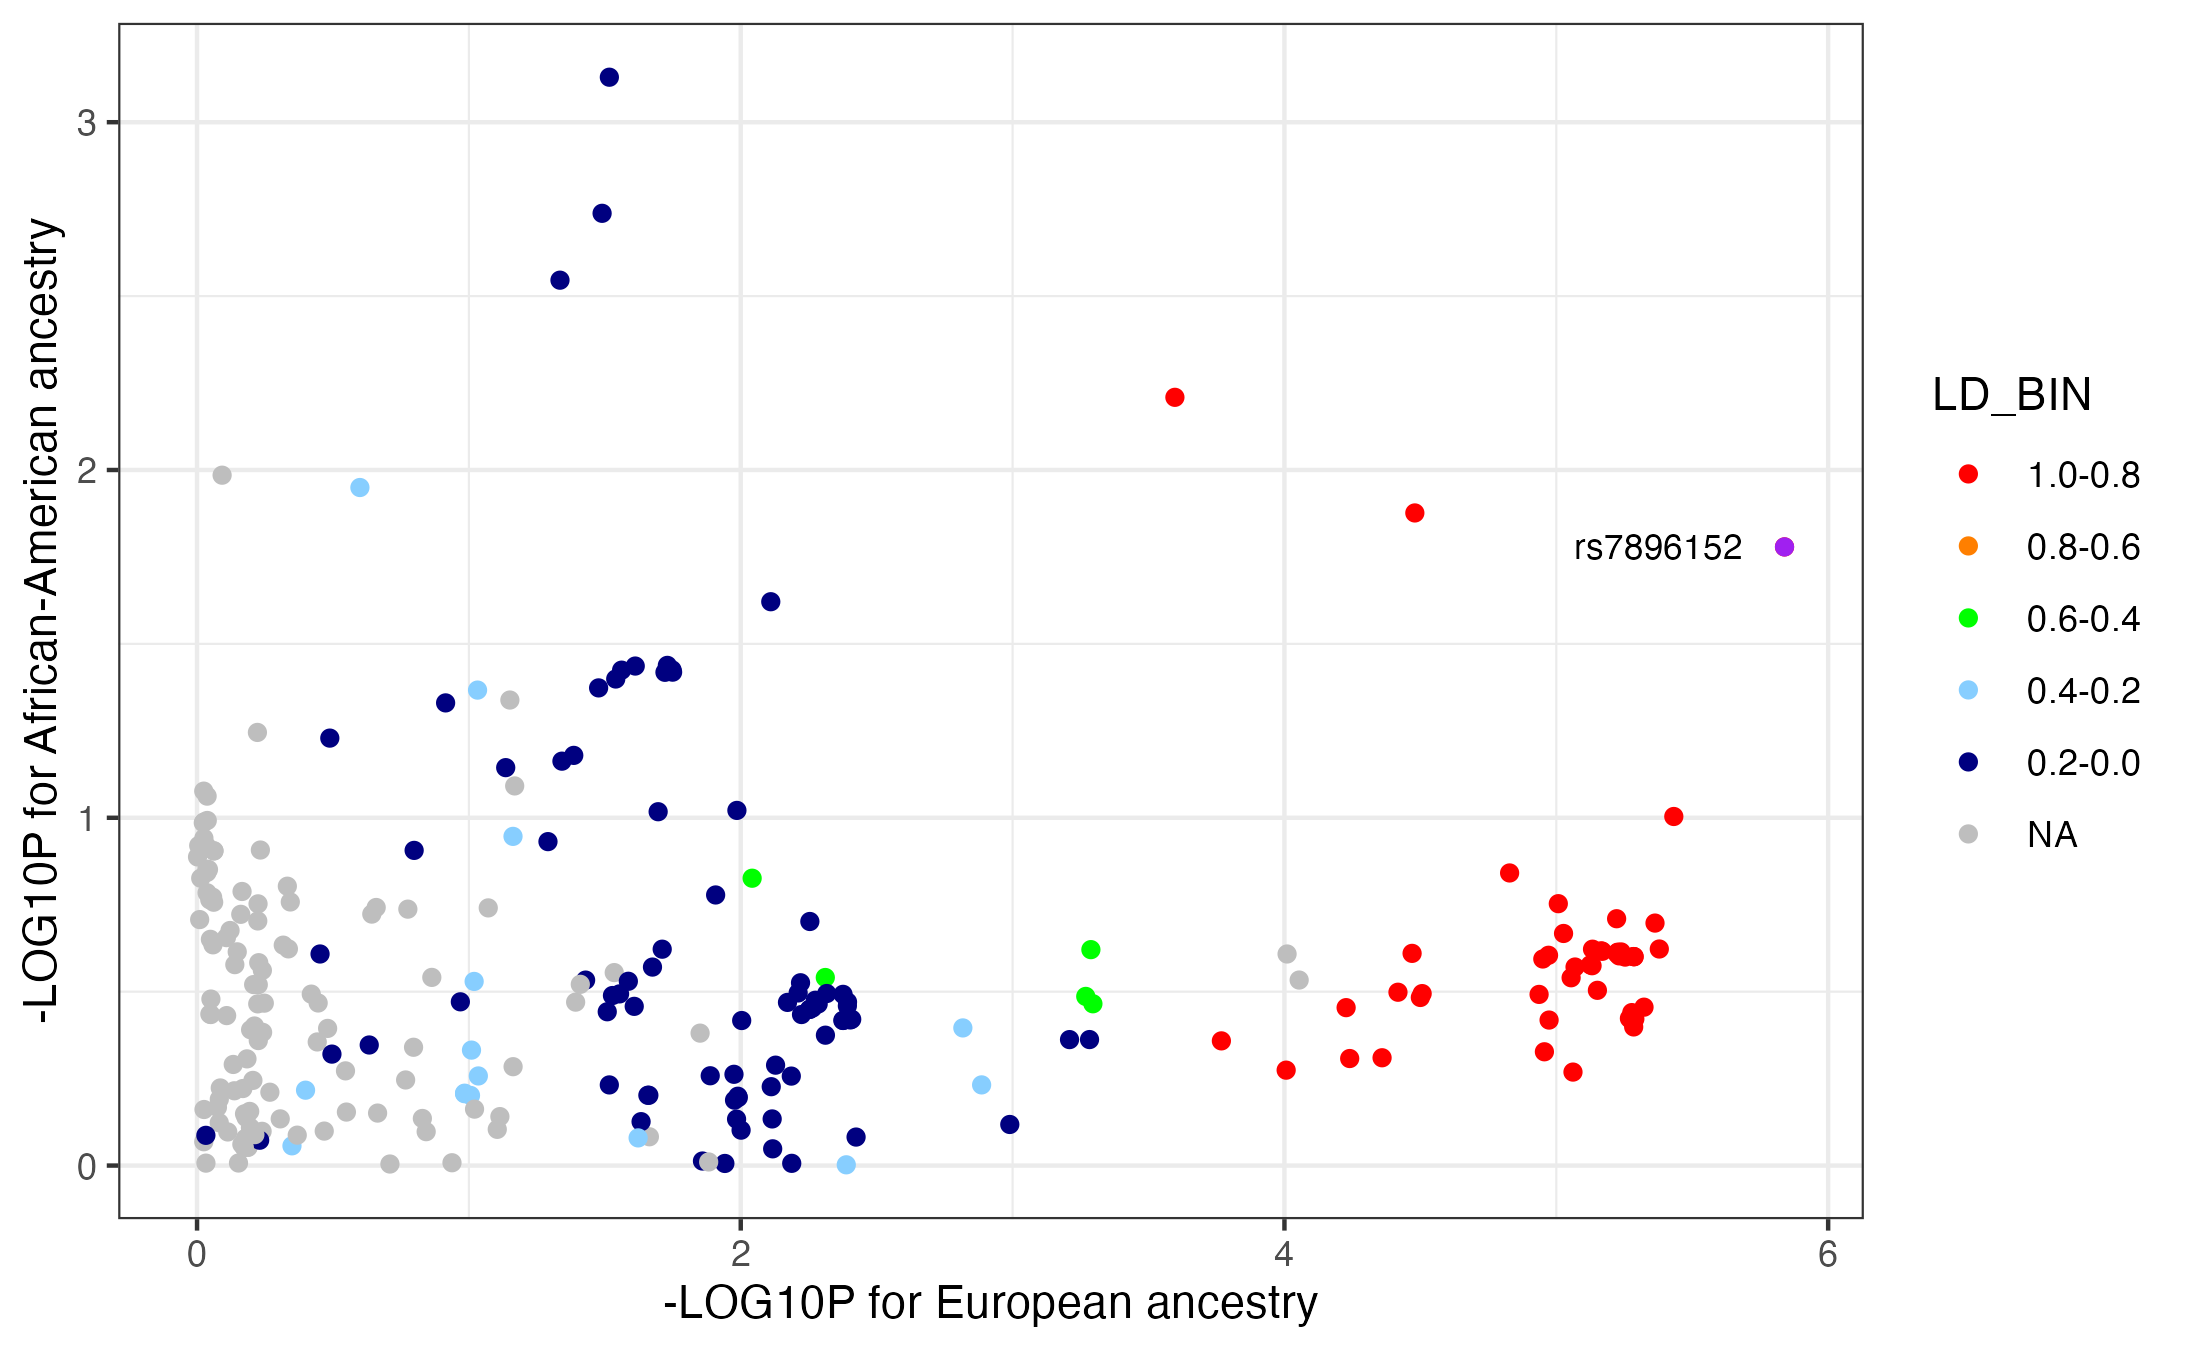 -LOG10P for African-American ancestry
3
2
1
0
0
2
4
6
-LOG10P for European ancestry
rs7896152
LD_BIN
1.0-0.8
0.8-0.6
0.6-0.4
0.4-0.2
0.2-0.0
NA